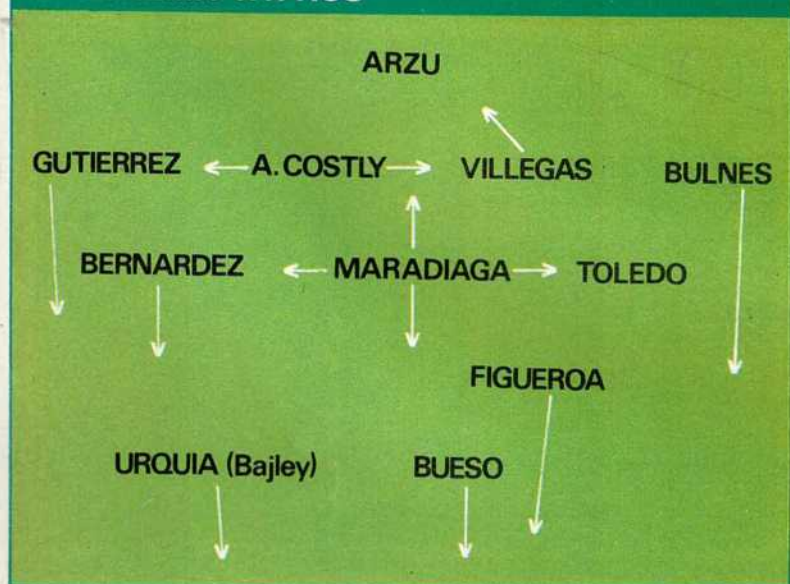 ARZU
GUTIERREZ A. COSTLY VILLEGAS BULNES
BERNARDEZ MARADIAGA TOLEDO
FIGUEROA
URQUIA (Bajley) BUESO